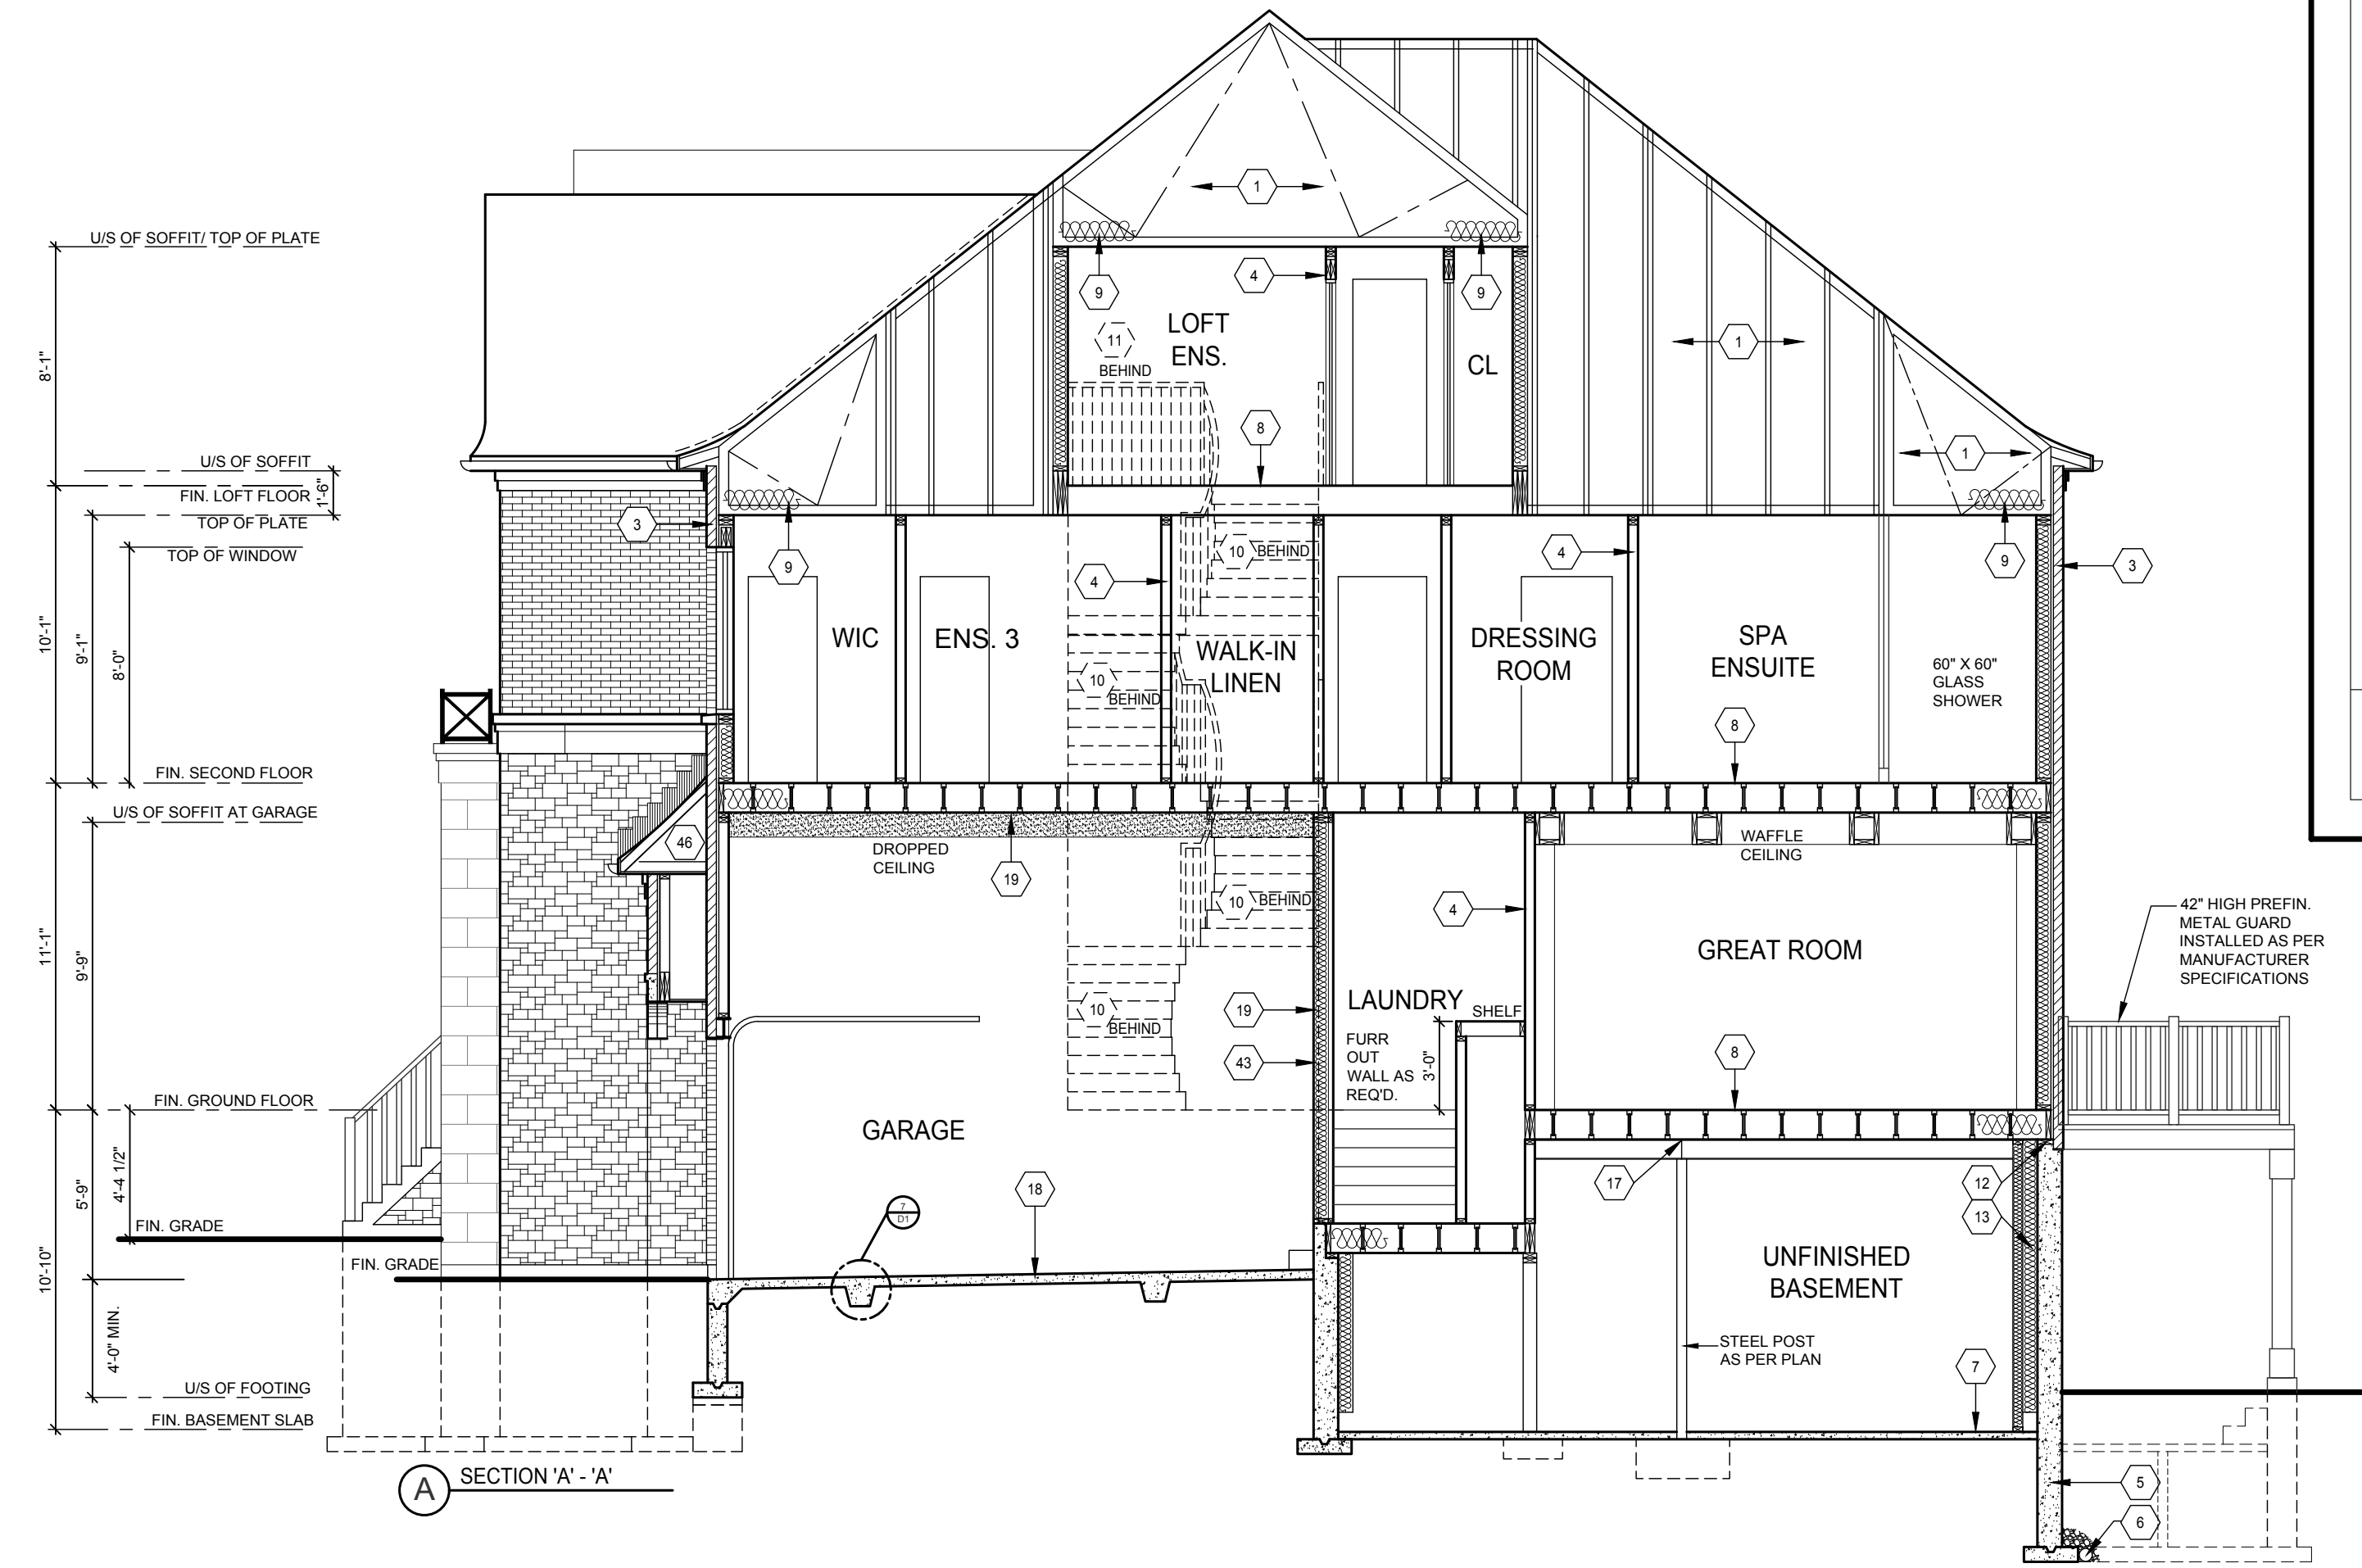 U/S OF SOFFIT/ TOP OF PLATE
8'-1"
U/S OF SOFFIT
FIN. LOFT FLOOR
1'-6"
TOP OF PLATE
TOP OF WINDOW
10'-1"
9'-1"
8'-0"
FIN. SECOND FLOOR
U/S OF SOFFIT AT GARAGE
11'-1"
9'-9"
FIN. GROUND FLOOR
4'-4 1/2"
5'-9"
FIN. GRADE
FIN. GRADE
10'-10"
4'-0" MIN.
U/S OF FOOTING
FIN. BASEMENT SLAB
1
9
4
9
11
BEHIND
LOFT
ENS.
CL
8
1
1
3
9
10 BEHIND
4
4
9
3
WIC
ENS. 3
10
BEHIND
WALK-IN
LINEN
DRESSING
ROOM
SPA
ENSUITE
60" X 60"
GLASS
SHOWER
8
46
DROPPED
CEILING
19
WAFFLE
CEILING
10 BEHIND
4
GREAT ROOM
42" HIGH PREFIN.
METAL GUARD
INSTALLED AS PER
MANUFACTURER
SPECIFICATIONS
10
BEHIND
19
43
LAUNDRY
SHELF
FURR
OUT
WALL AS
REQ'D.
3'-0"
8
GARAGE
18
7
D1
17
12
13
UNFINISHED
BASEMENT
STEEL POST
AS PER PLAN
7
5
6
A
SECTION 'A' - 'A'